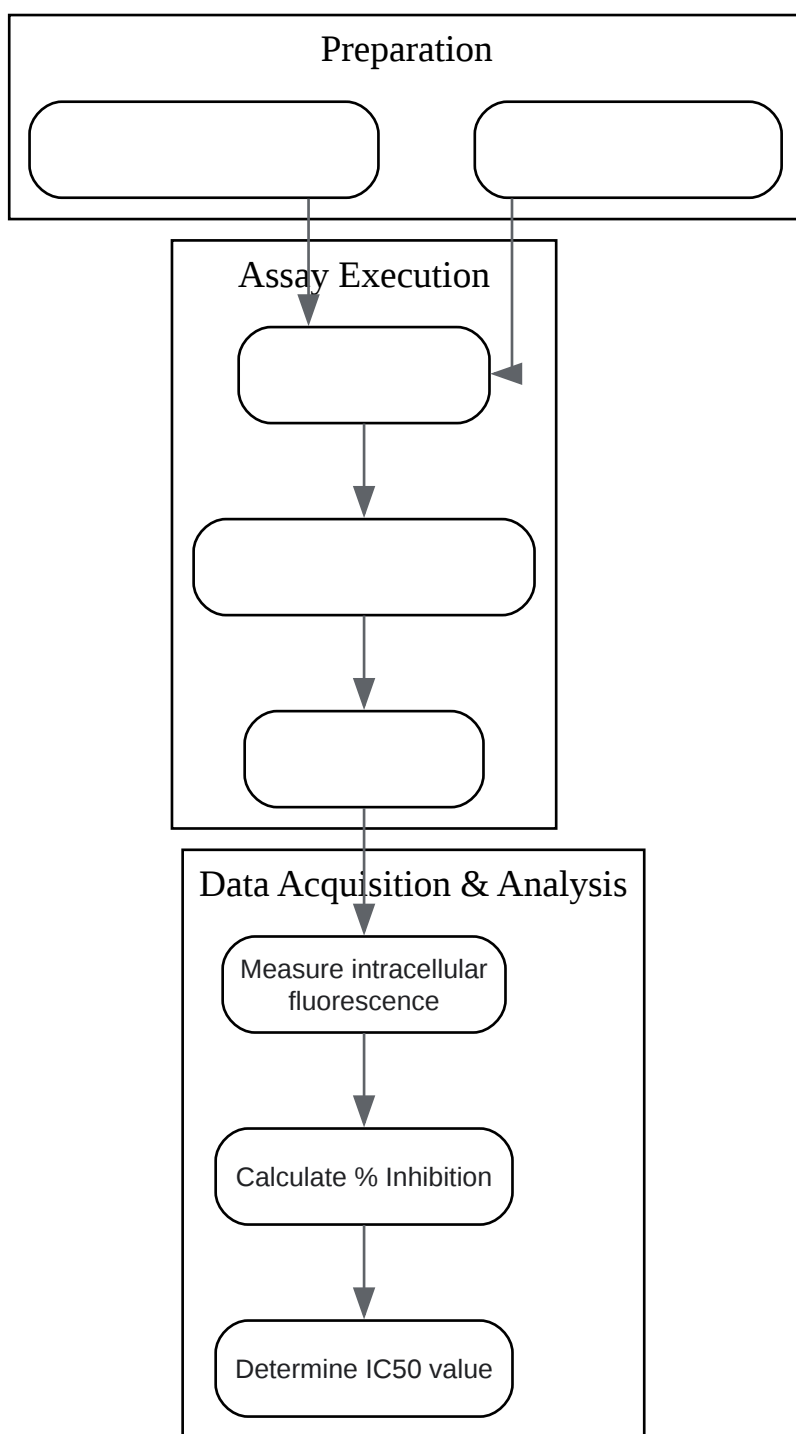 Preparation
Assay Execution
Data Acquisition & Analysis
Measure intracellular
fluorescence
Calculate % Inhibition
Determine IC50 value